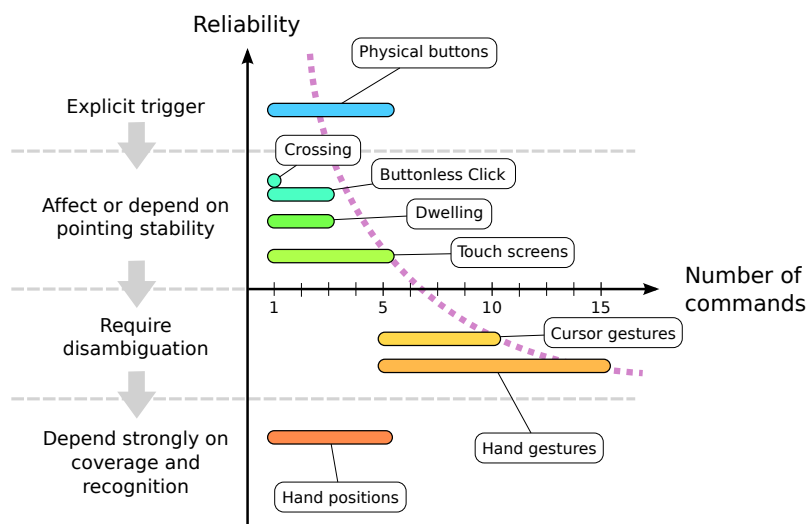 Reliability
Physical buttons
Explicit trigger
Crossing
Buttonless Click
Affect or depend on
pointing stability
Dwelling
Touch screens
Number of
commands
1 5 10 15
Require
disambiguation
Cursor gestures
Hand gestures
Depend strongly on
coverage and
recognition
Hand positions